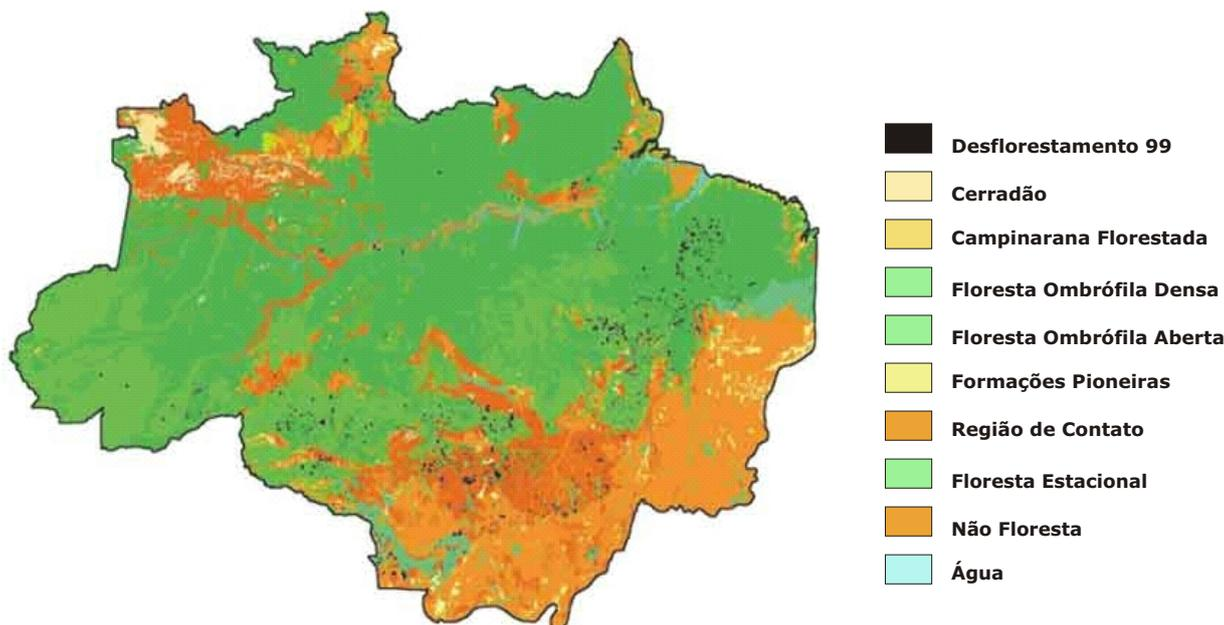 Desflorestamento 99
Cerradão
Campinarana Florestada
Floresta Ombrófila Densa
Floresta Ombrófila Aberta
Formações Pioneiras
Região de Contato
Floresta Estacional
Não Floresta
Água